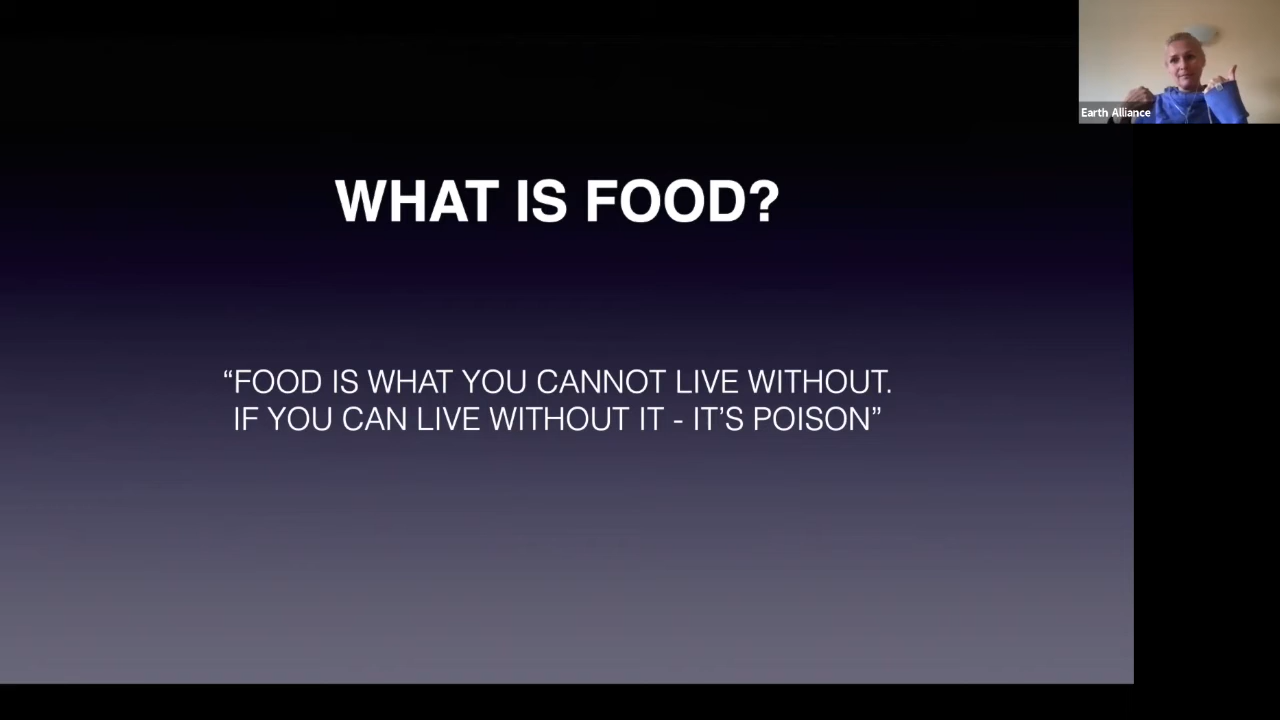 Earth Alliance
WHAT IS FOOD?
“FOOD IS WHAT YOU CANNOT LIVE WITHOUT.
IF YOU CAN LIVE WITHOUT IT - IT’S POISON”